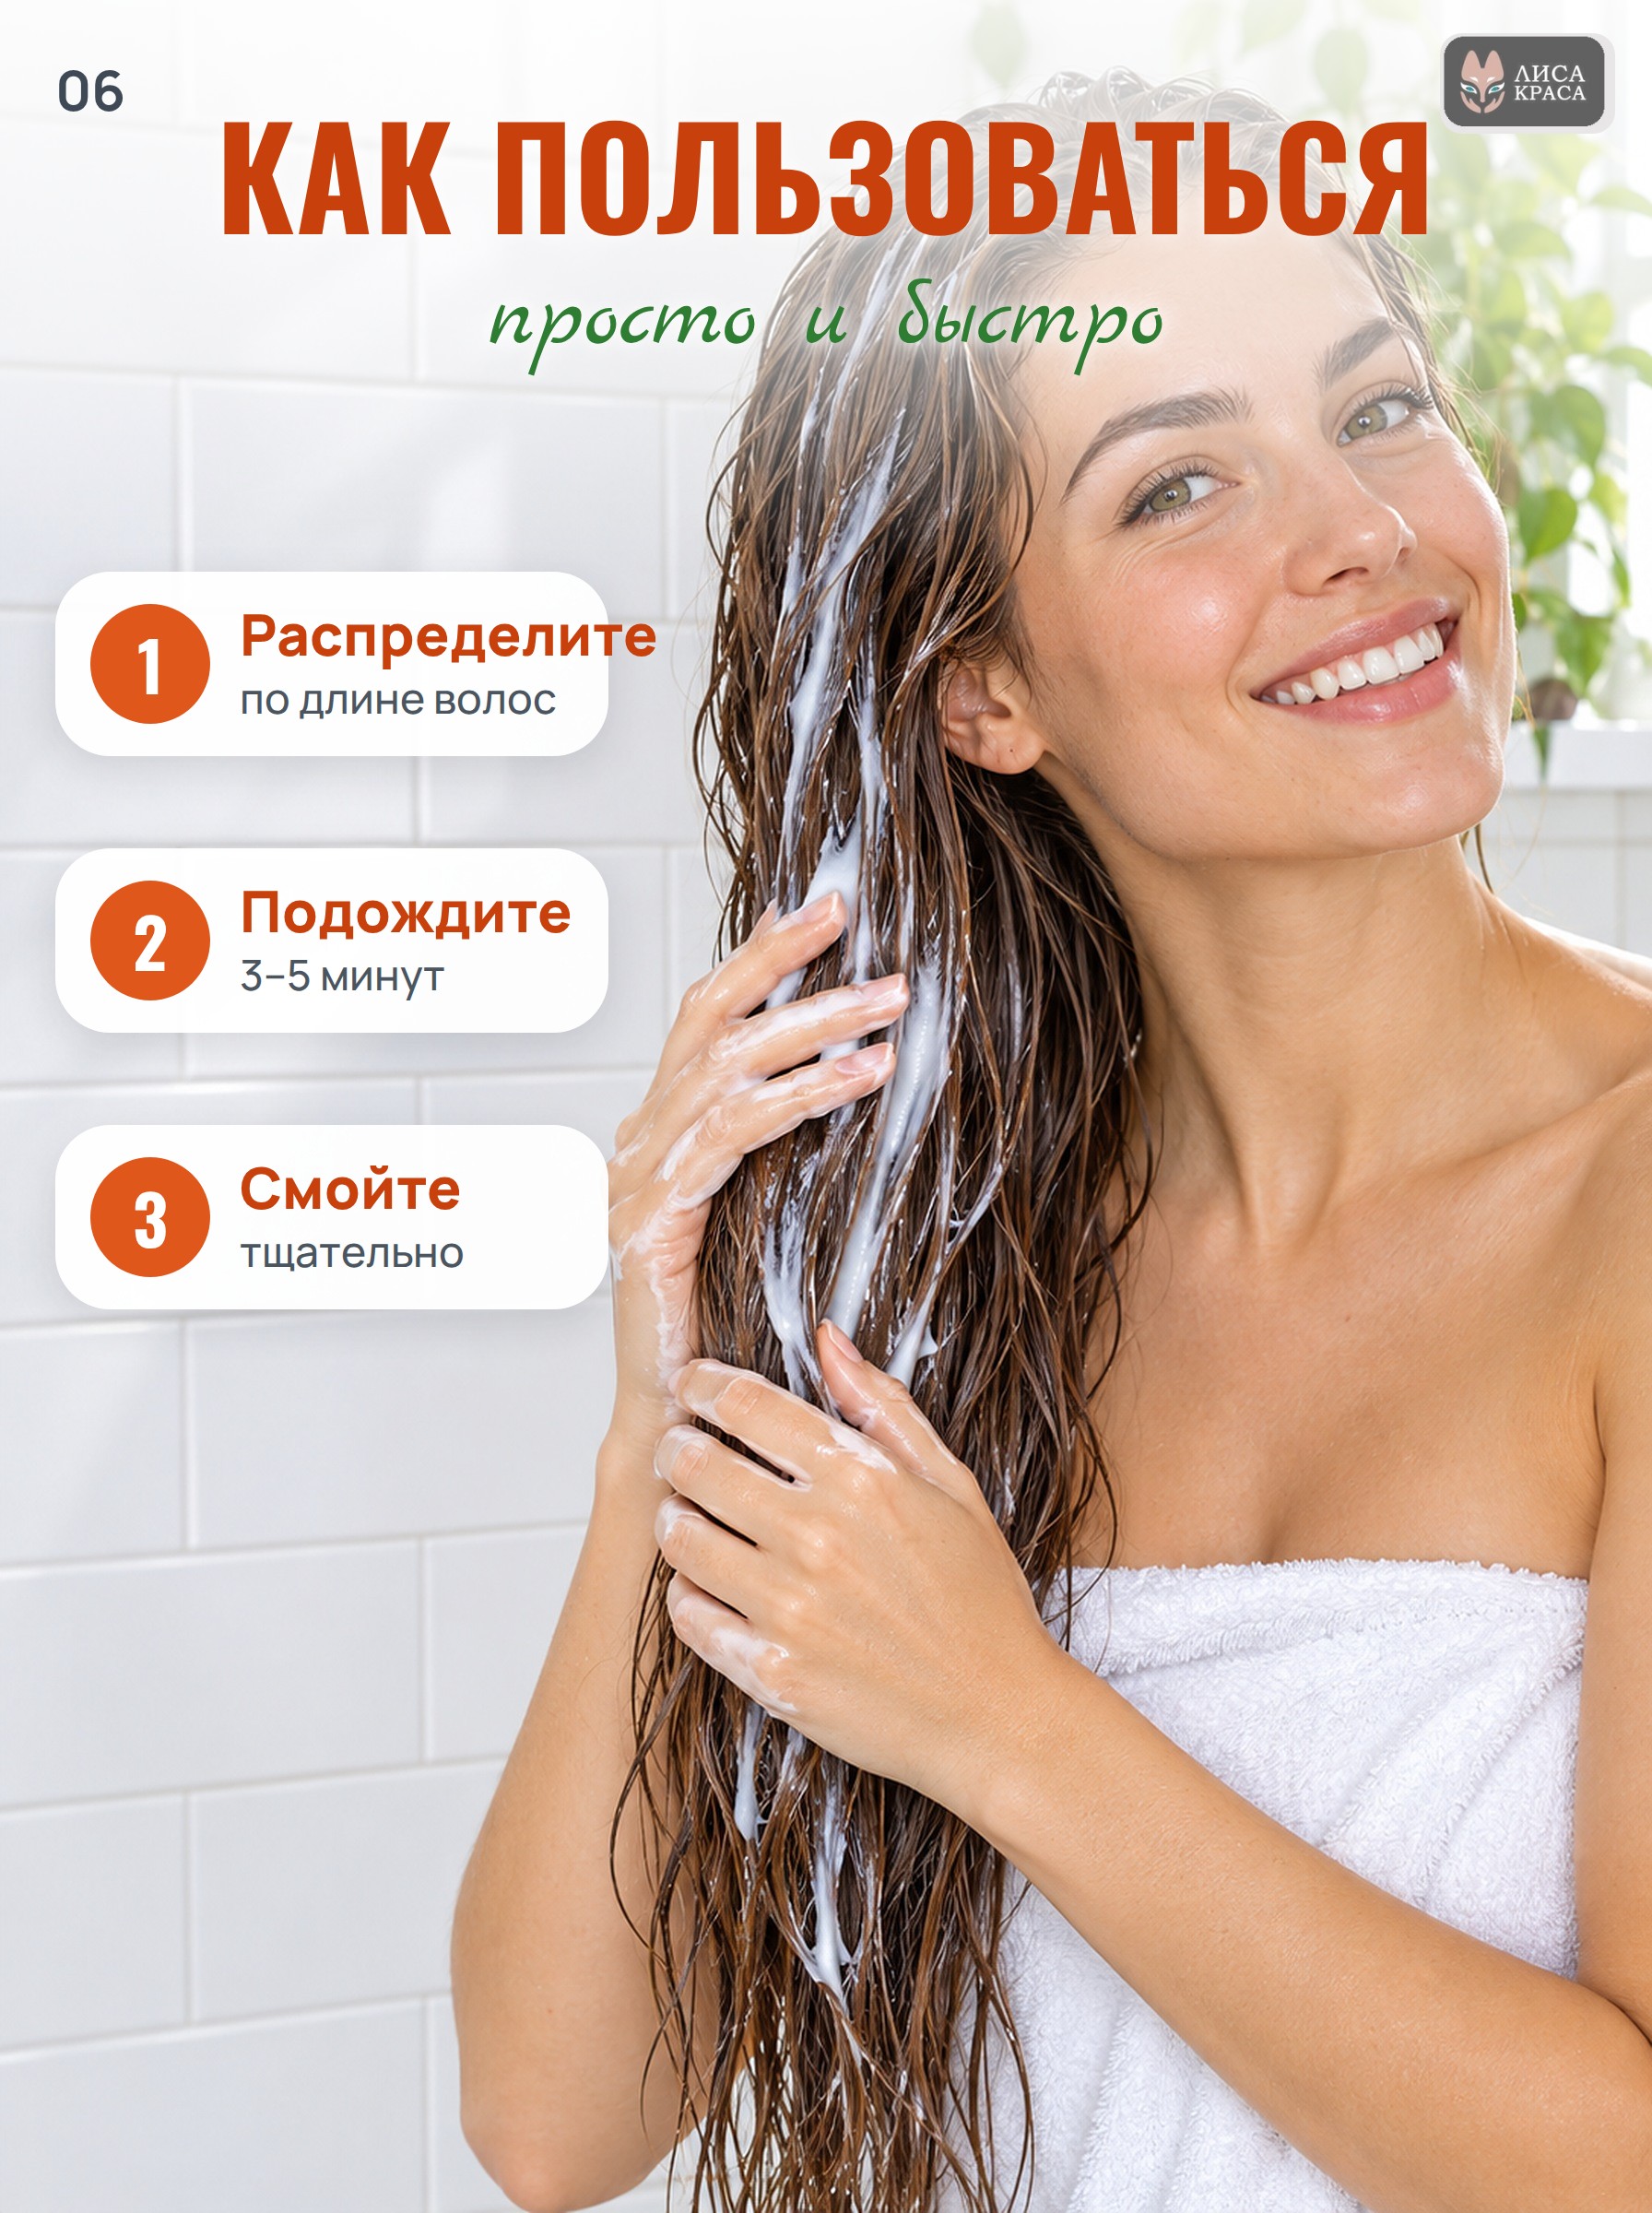 06
ЛИСА
КРАСА
КАК ПОЛЬЗОВАТЬСЯ
просто и быстро
1
Распределите
по длине волос
2
Подождите
3–5 минут
3
Смойте
тщательно